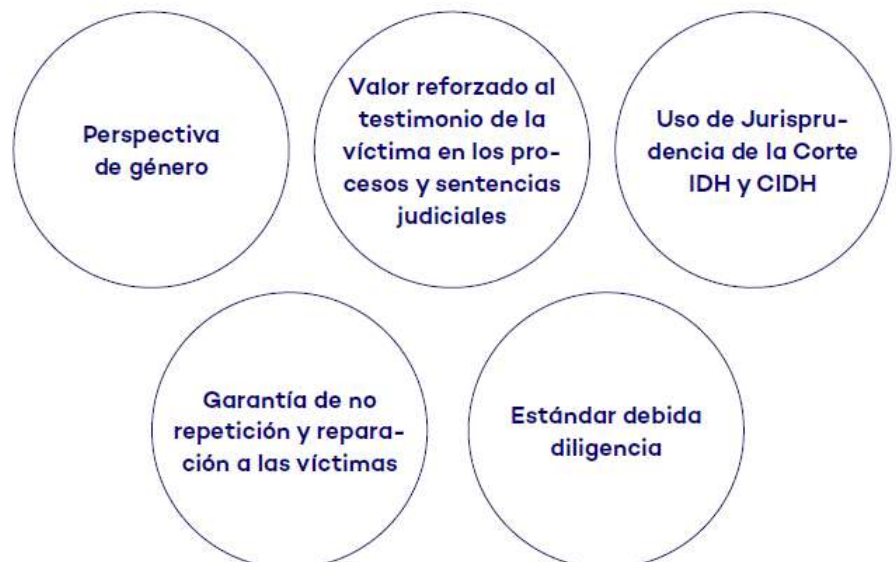 Perspectiva
de género
Valor reforzado al
testimonio de la
víctima en los pro-
cesos y sentencias
judiciales
Uso de Jurispru-
dencia de la Corte
IDH y CIDH
Garantía de no
repetición y repara-
ción a las víctimas
Estándar debida
diligencia